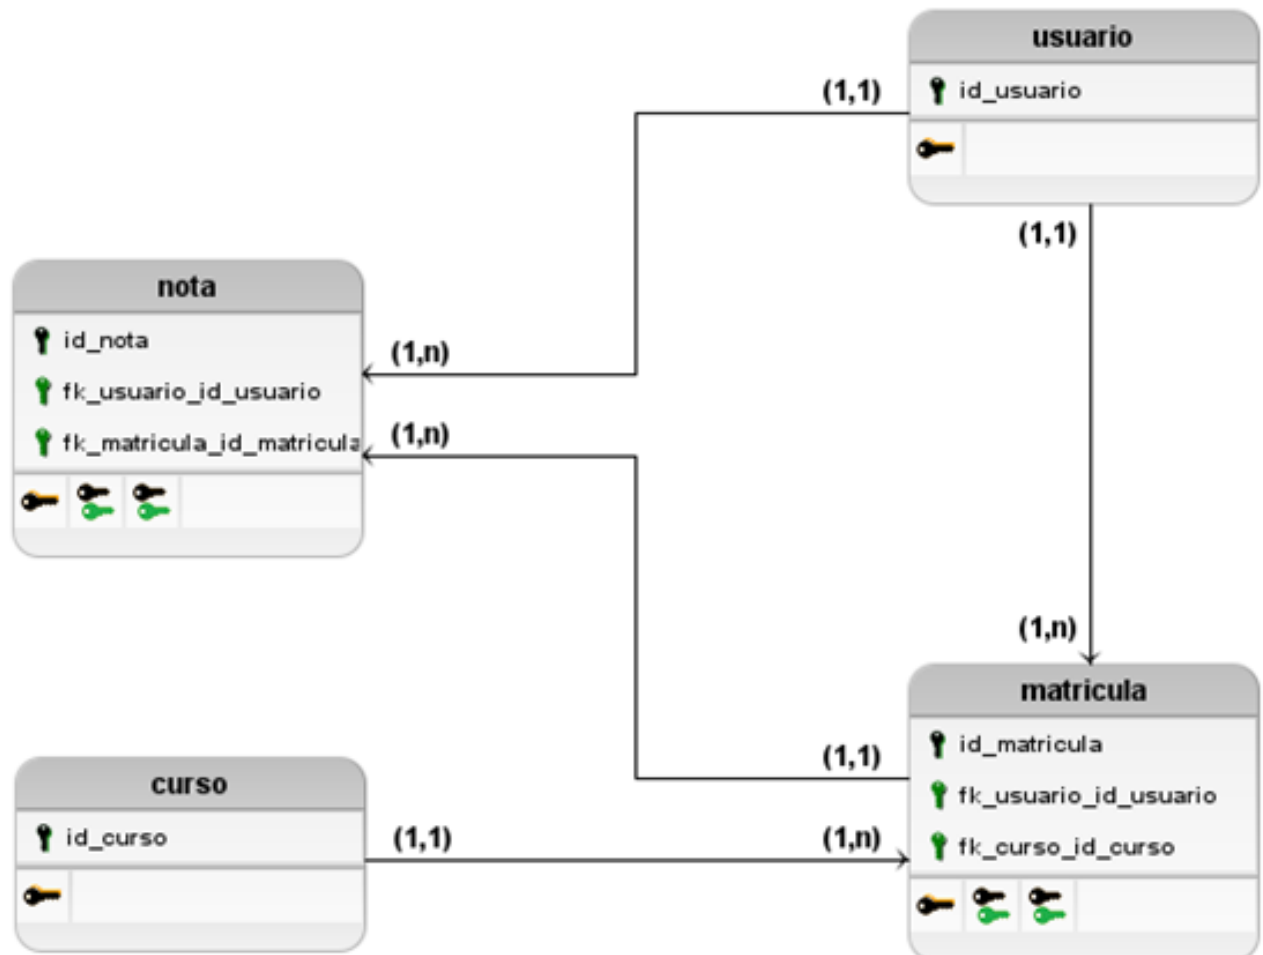 usuario
id_usuario
(1,1)
(1,1)
nota
id_nota
fk_usuario_id_usuario
fk_matricula_id_matricula
(1,n)
(1,n)
(1,n)
matricula
id_matricula
fk_usuario_id_usuario
fk_curso_id_curso
(1,1)
curso
id_curso
(1,1)
(1,n)